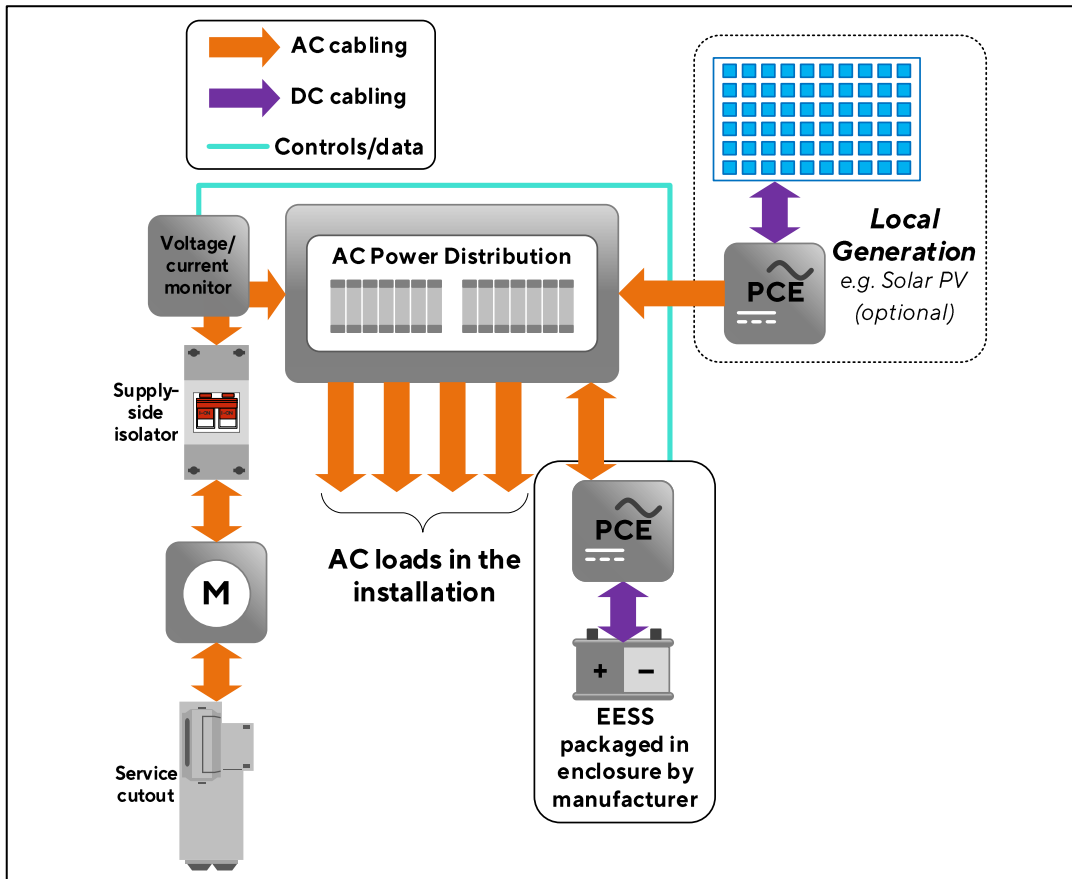 AC cabling
DC cabling
Controls/data
Voltage/
current
monitor
AC Power Distribution
PCE
Local
Generation
e.g. Solar PV
(optional)
Supply-
side
isolator
AC loads in the
installation
PCE
M
+ −
EESS
packaged in
enclosure by
manufacturer
Service
cutout